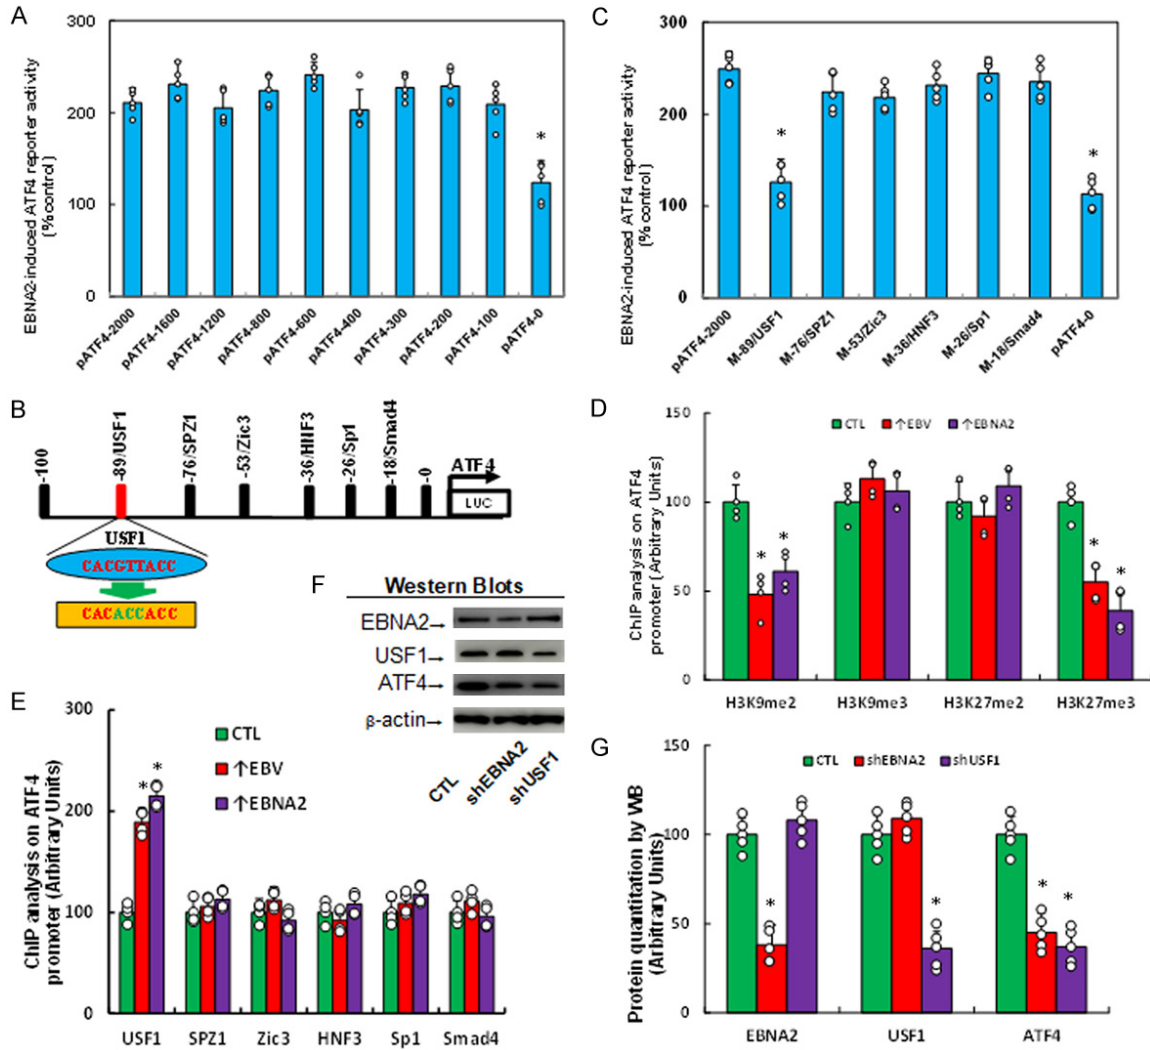 A
EBNA2-induced ATF4 reporter activity
(% control)
300
200
100
0
*
pATF4-2000
pATF4-1600
pATF4-1200
pATF4-800
pATF4-600
pATF4-400
pATF4-300
pATF4-200
pATF4-100
pATF4-0
C
EBNA2-induced ATF4 reporter activity
(% control)
300
200
100
0
*
*
pATF4-2000
M-89/USF1
M-76/SPZ1
M-53/Zic3
M-36/HNF3
M-26/Sp1
M-18/Smad4
pATF4-0
B
-100
-89/USF1
-76/SPZ1
-53/Zic3
-36/HNF3
-26/Sp1
-18/Smad4
-0
ATF4
LUC
USF1
CACGTTACC
CACACCACC
D
ChIP analysis on ATF4
promoter (Arbitrary Units)
150
100
50
0
CTL ↑EBV ↑EBNA2
* * * *
H3K9me2 H3K9me3 H3K27me2 H3K27me3
F
Western Blots
EBNA2→
USF1→
ATF4→
β-actin→
CTL
shEBNA2
shUSF1
E
ChIP analysis on ATF4
promoter (Arbitrary Units)
300
200
100
0
CTL
↑EBV
↑EBNA2
* *
USF1 SPZ1 Zic3 HNF3 Sp1 Smad4
G
Protein quantitation by WB
(Arbitrary Units)
150
100
50
0
CTL shEBNA2 shUSF1
* * * *
EBNA2 USF1 ATF4